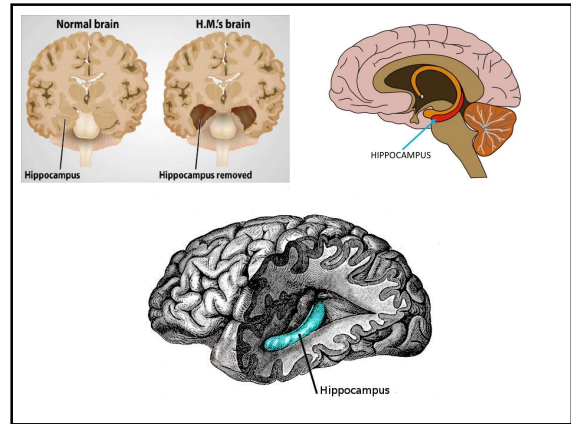 Normal brain
H.M.'s brain
Hippocampus
Hippocampus removed
HIPPOCAMPUS
Hippocampus